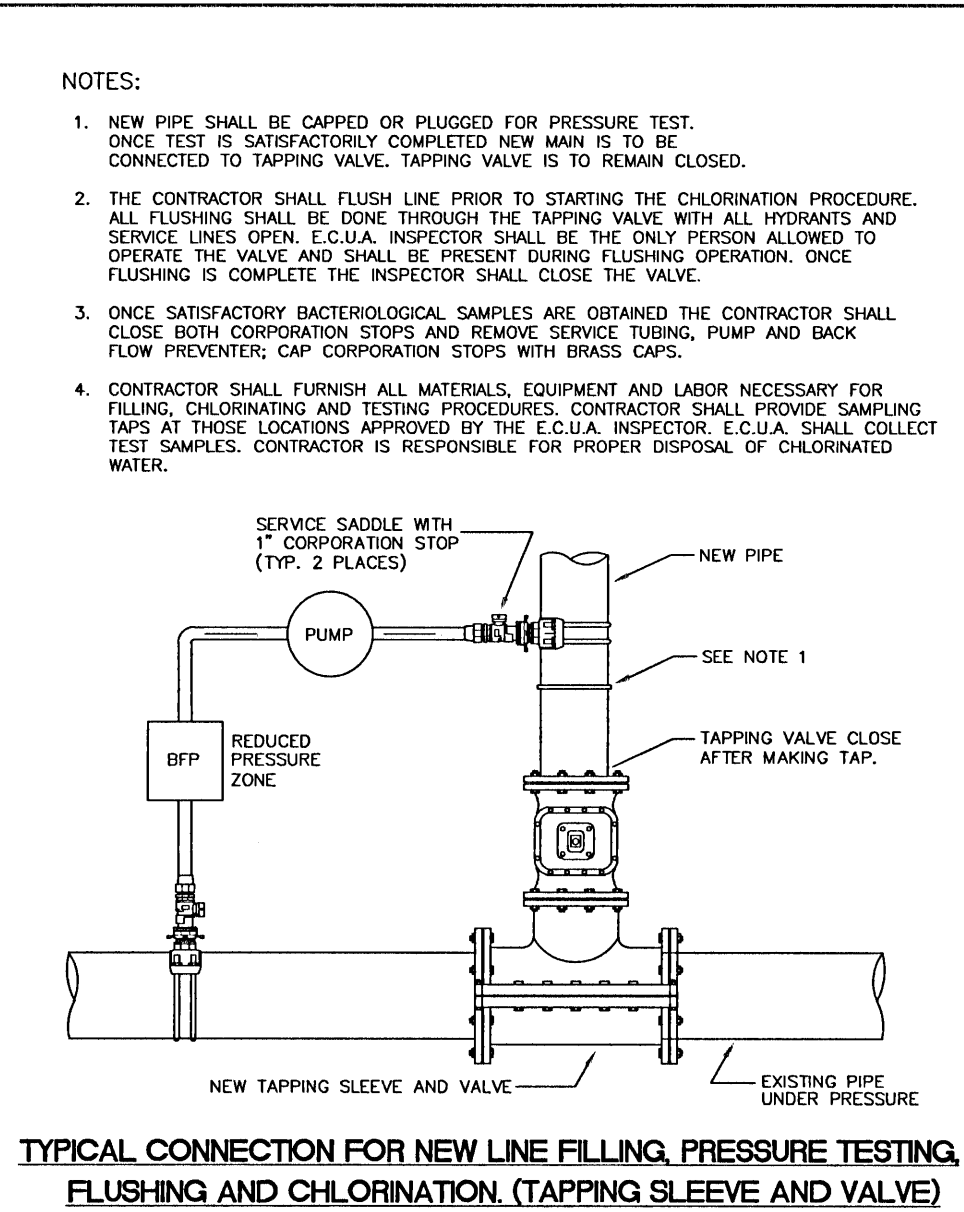 NOTES:
1. NEW PIPE SHALL BE CAPPED OR PLUGGED FOR PRESSURE TEST.
ONCE TEST IS SATISFACTORILY COMPLETED NEW MAIN IS TO BE
CONNECTED TO TAPPING VALVE. TAPPING VALVE IS TO REMAIN CLOSED.
2. THE CONTRACTOR SHALL FLUSH LINE PRIOR TO STARTING THE CHLORINATION PROCEDURE.
ALL FLUSHING SHALL BE DONE THROUGH THE TAPPING VALVE WITH ALL HYDRANTS AND
SERVICE LINES OPEN. E.C.U.A. INSPECTOR SHALL BE THE ONLY PERSON ALLOWED TO
OPERATE THE VALVE AND SHALL BE PRESENT DURING FLUSHING OPERATION. ONCE
FLUSHING IS COMPLETE THE INSPECTOR SHALL CLOSE THE VALVE.
3. ONCE SATISFACTORY BACTERIOLOGICAL SAMPLES ARE OBTAINED THE CONTRACTOR SHALL
CLOSE BOTH CORPORATION STOPS AND REMOVE SERVICE TUBING, PUMP AND BACK
FLOW PREVENTER; CAP CORPORATION STOPS WITH BRASS CAPS.
4. CONTRACTOR SHALL FURNISH ALL MATERIALS, EQUIPMENT AND LABOR NECESSARY FOR
FILLING, CHLORINATING AND TESTING PROCEDURES. CONTRACTOR SHALL PROVIDE SAMPLING
TAPS AT THOSE LOCATIONS APPROVED BY THE E.C.U.A. INSPECTOR. E.C.U.A. SHALL COLLECT
TEST SAMPLES. CONTRACTOR IS RESPONSIBLE FOR PROPER DISPOSAL OF CHLORINATED
WATER.
SERVICE SADDLE WITH
1" CORPORATION STOP
(TYP. 2 PLACES)
NEW PIPE
PUMP
SEE NOTE 1
BFP
REDUCED
PRESSURE
ZONE
TAPPING VALVE CLOSE
AFTER MAKING TAP.
NEW TAPPING SLEEVE AND VALVE
EXISTING PIPE
UNDER PRESSURE
TYPICAL CONNECTION FOR NEW LINE FILLING, PRESSURE TESTING,
FLUSHING AND CHLORINATION. (TAPPING SLEEVE AND VALVE)